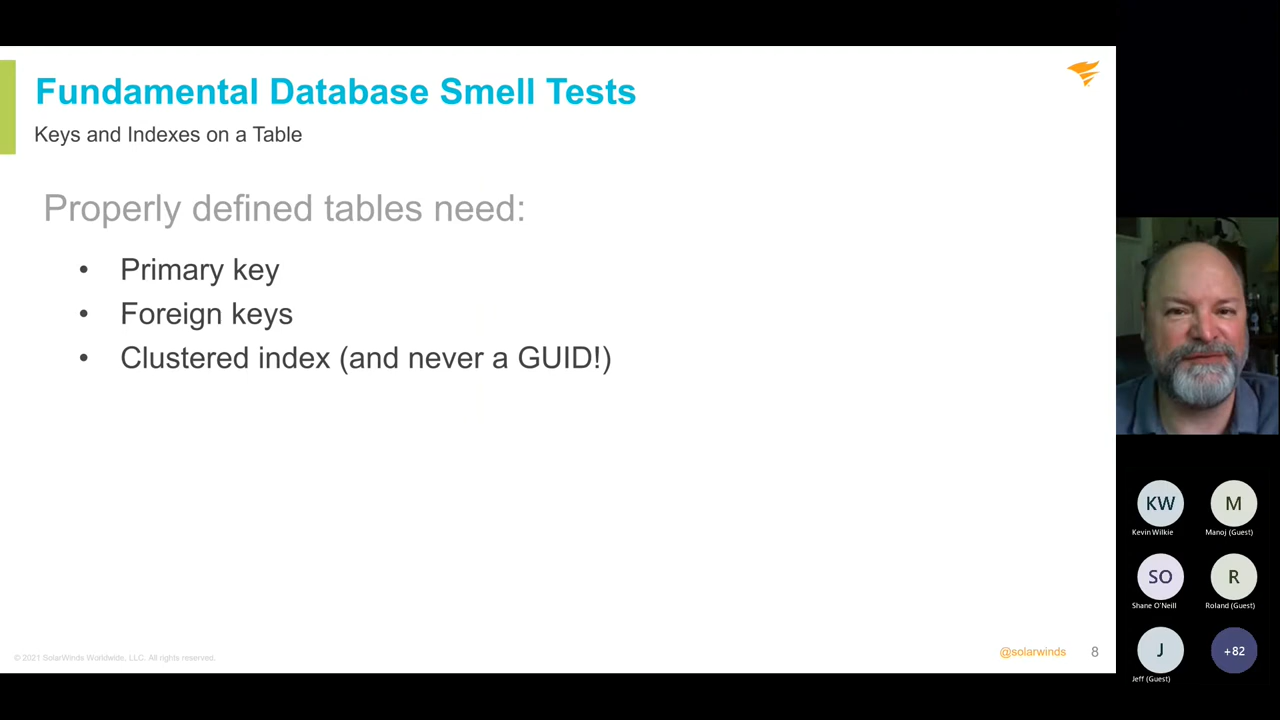 Fundamental Database Smell Tests
Keys and Indexes on a Table
Properly defined tables need:
• Primary key
• Foreign keys
• Clustered index (and never a GUID!)
© 2021 SolarWinds Worldwide, LLC. All rights reserved.
@solarwinds 8
KW M
Kevin Wilkie Manoj (Guest)
SO R
Shane O'Neill Roland (Guest)
J +82
Jeff (Guest)